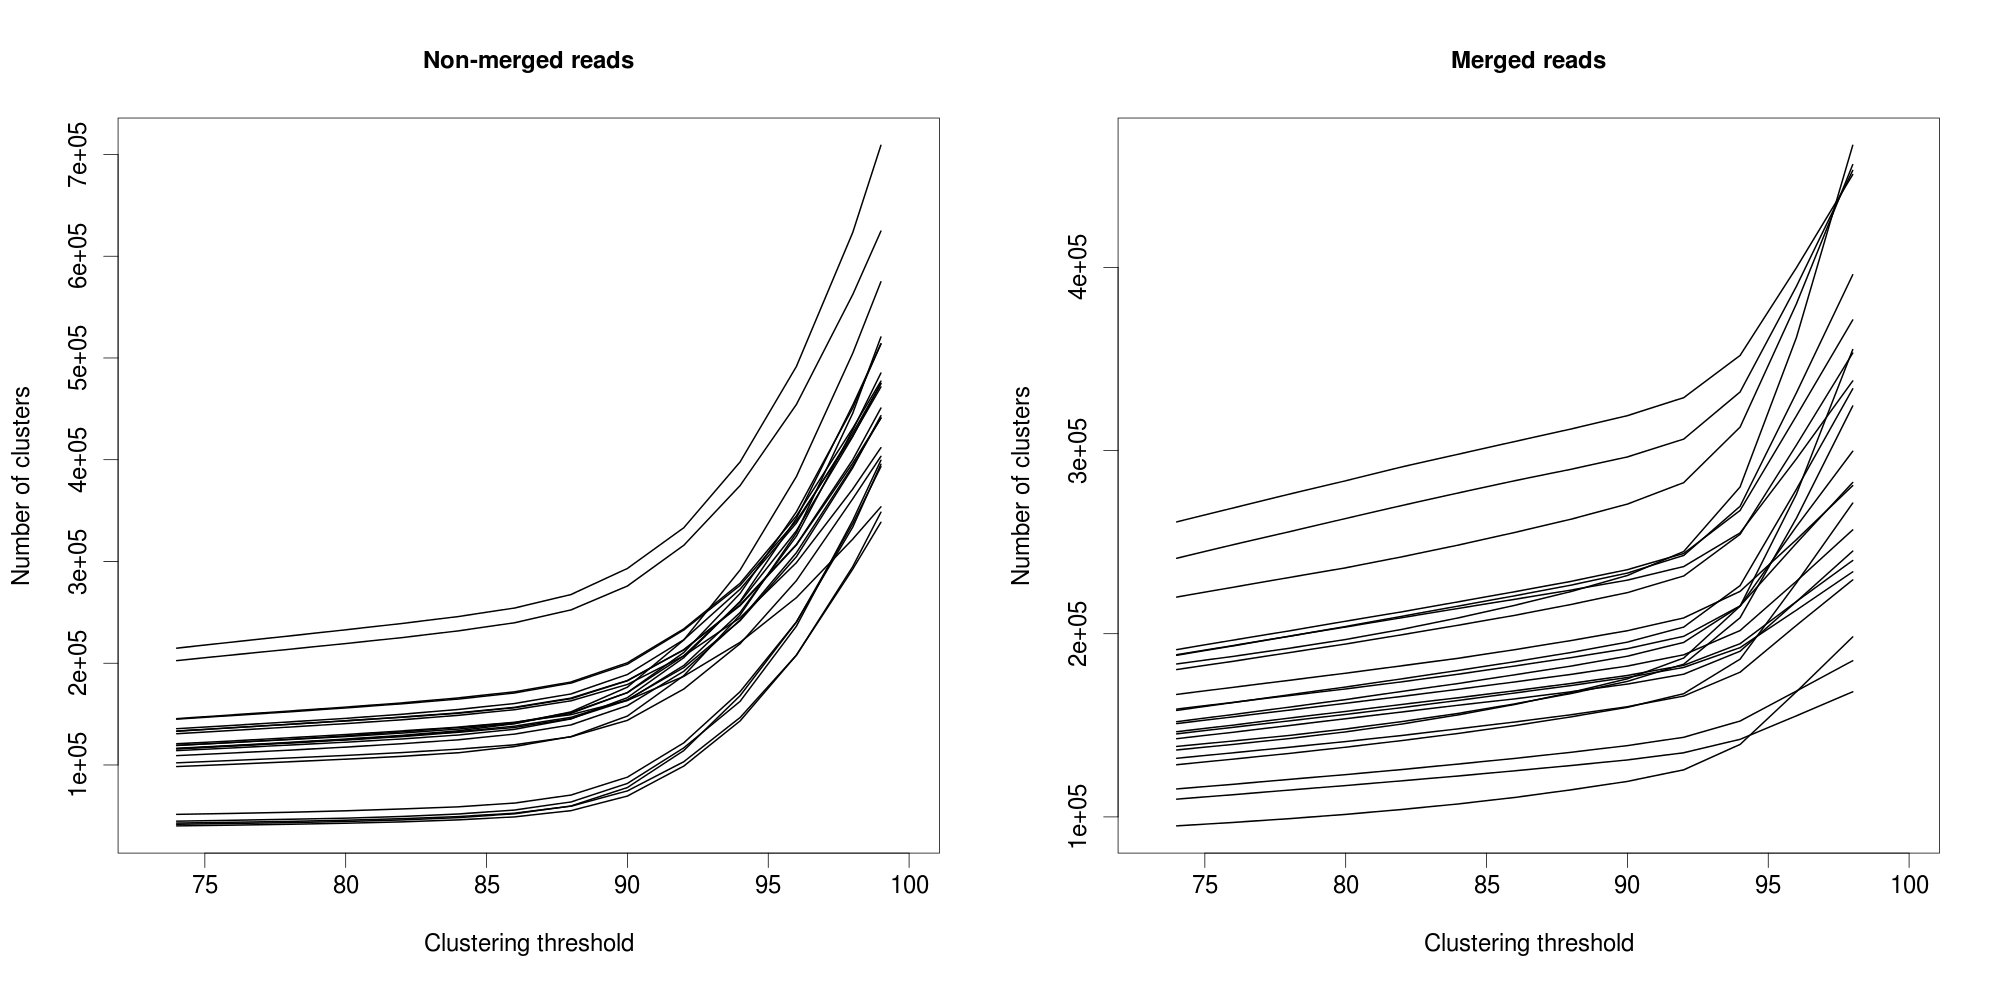 Non-merged reads
Number of clusters
7e+05
6e+05
5e+05
4e+05
3e+05
2e+05
1e+05
75 80 85 90 95 100
Clustering threshold
Merged reads
Number of clusters
4e+05
3e+05
2e+05
1e+05
75 80 85 90 95 100
Clustering threshold